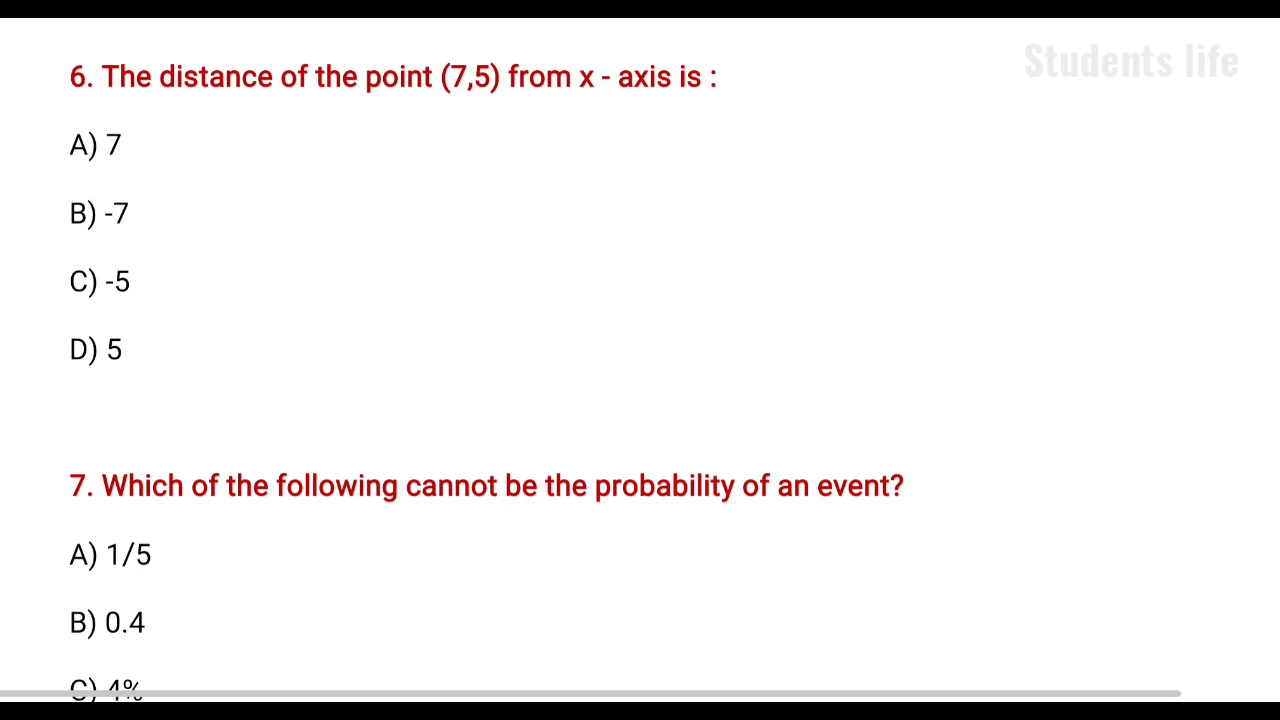 Students life
6. The distance of the point (7,5) from x - axis is :
A) 7
B) -7
C) -5
D) 5
7. Which of the following cannot be the probability of an event?
A) 1/5
B) 0.4
C) 4%